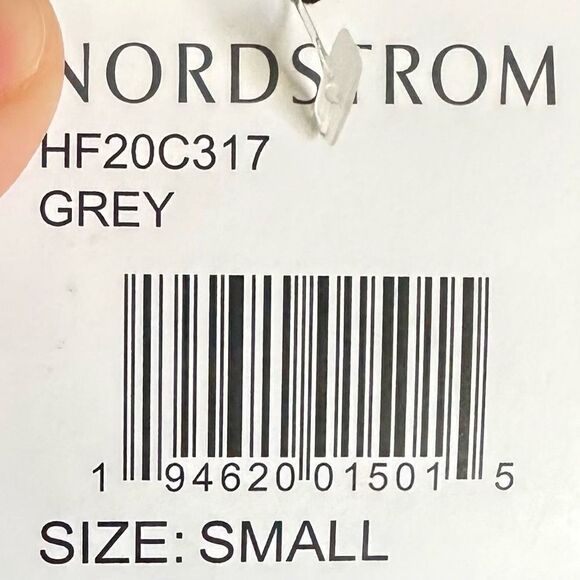 NORDSTROM
HF20C317
GREY
1 94620 01501 5
SIZE: SMALL